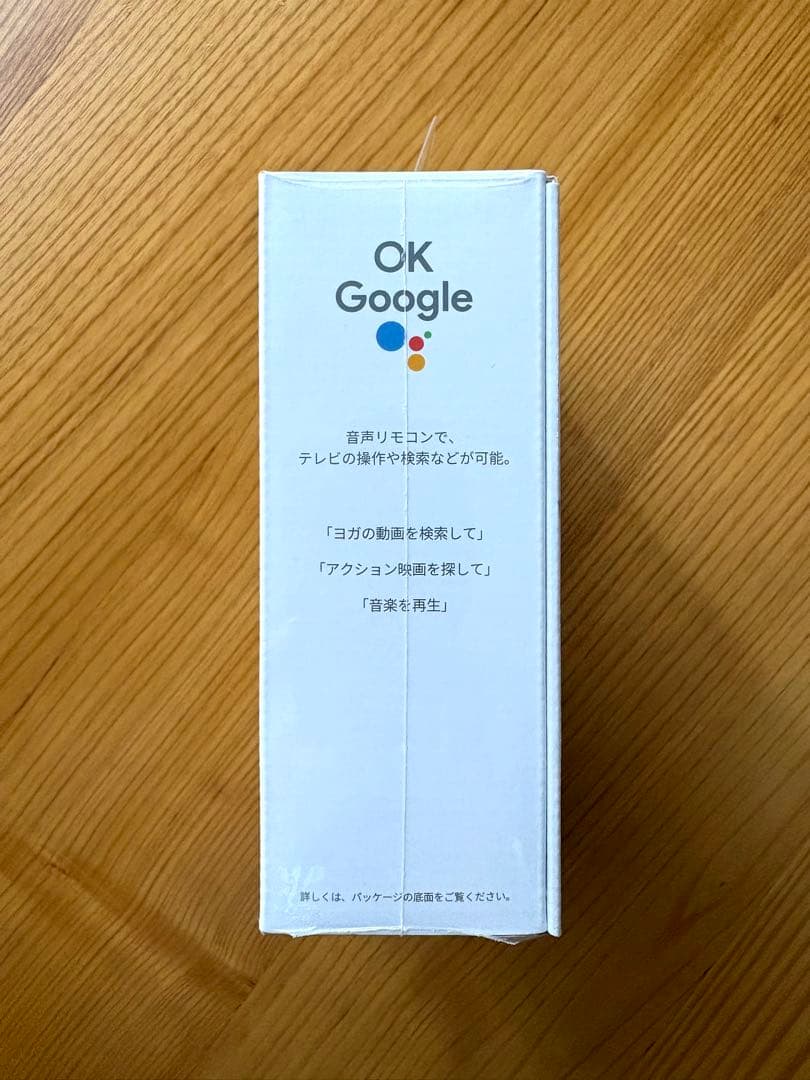 OK
Google
音声リモコンで、
テレビの操作や検索などが可能。
「ヨガの動画を検索して」
「アクション映画を探して」
「音楽を再生」
詳しくは、パッケージの底面をご覧ください。